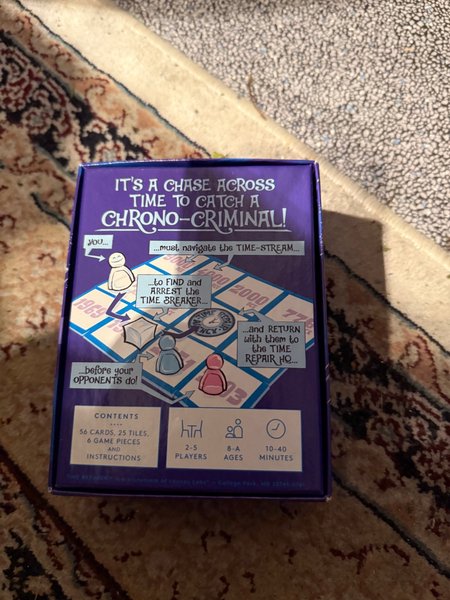 IT'S A CHASE ACROSS
TIME TO CATCH A
CHRONO-CRIMINAL!
YOU...
...must navigate the TIME-STREAM...
...to FIND and
ARREST the
TIME BREAKER...
...and RETURN
with them to
the TIME
REPAIR HQ...
...before your
OPPONENTS do!
2000
1985
CONTENTS
56 CARDS, 25 TILES,
6 GAME PIECES
AND
INSTRUCTIONS
2-5
PLAYERS
8-A
AGES
10-40
MINUTES